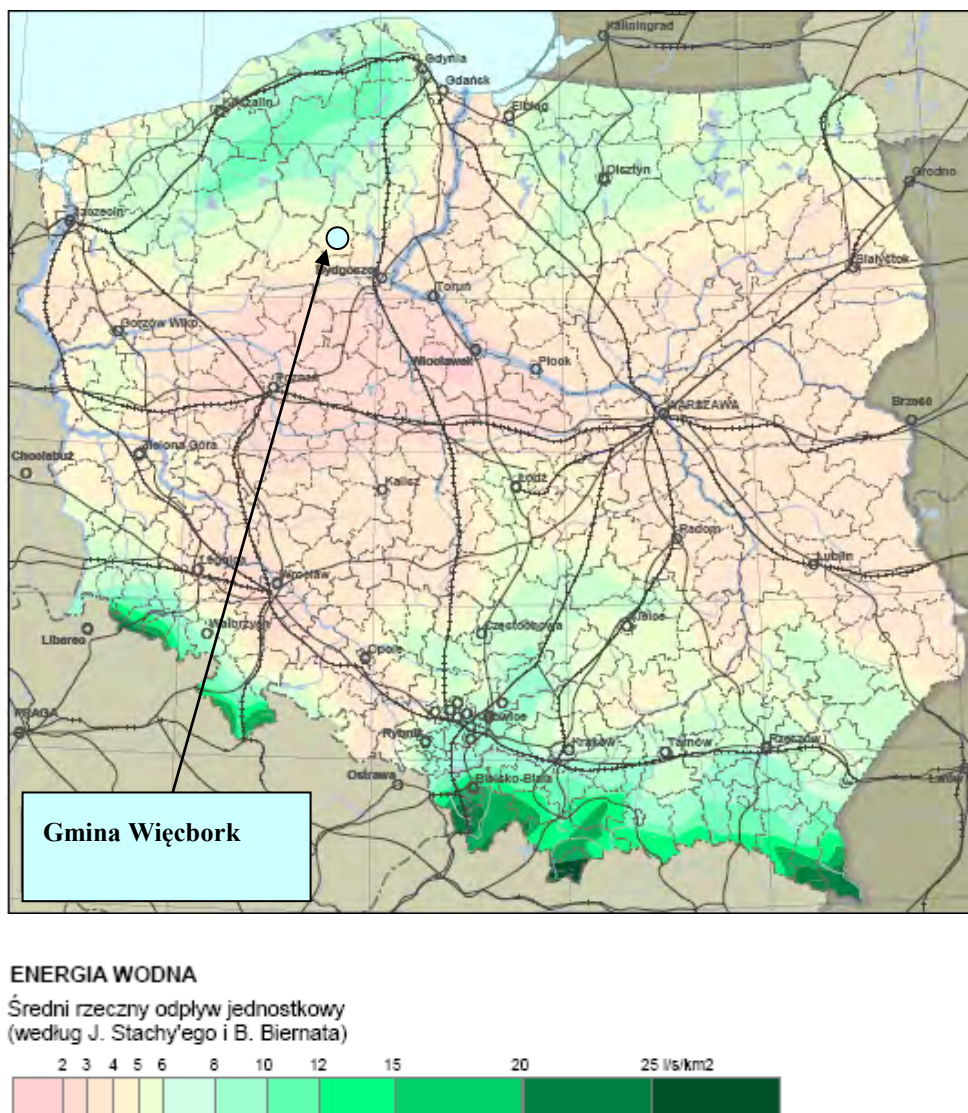 Kaliningrad
Gdynia
Gdańsk
Koszalin
Elbląg
Olsztyn
Grodno
Szczecin
Białystok
Bydgoszcz
Toruń
Gorzów Wlkp.
Włocławek
Płock
Poznań
WARSZAWA
Brześć
Zielona Góra
Chociebuż
Kalisz
Łódź
Radom
Legnica
Wrocław
Lublin
Liberec
Wałbrzych
Częstochowa
Kielce
Opole
PRAGA
Katowice
Rybnik
Kraków
Tarnów
Rzeszów
Ostrawa
Bielsko-Biała
Lwów
Gmina Więcbork
ENERGIA WODNA
Średni rzeczny odpływ jednostkowy
(według J. Stachy'ego i B. Biernata)
2 3 4 5 6 8 10 12 15 20 25 l/s/km2